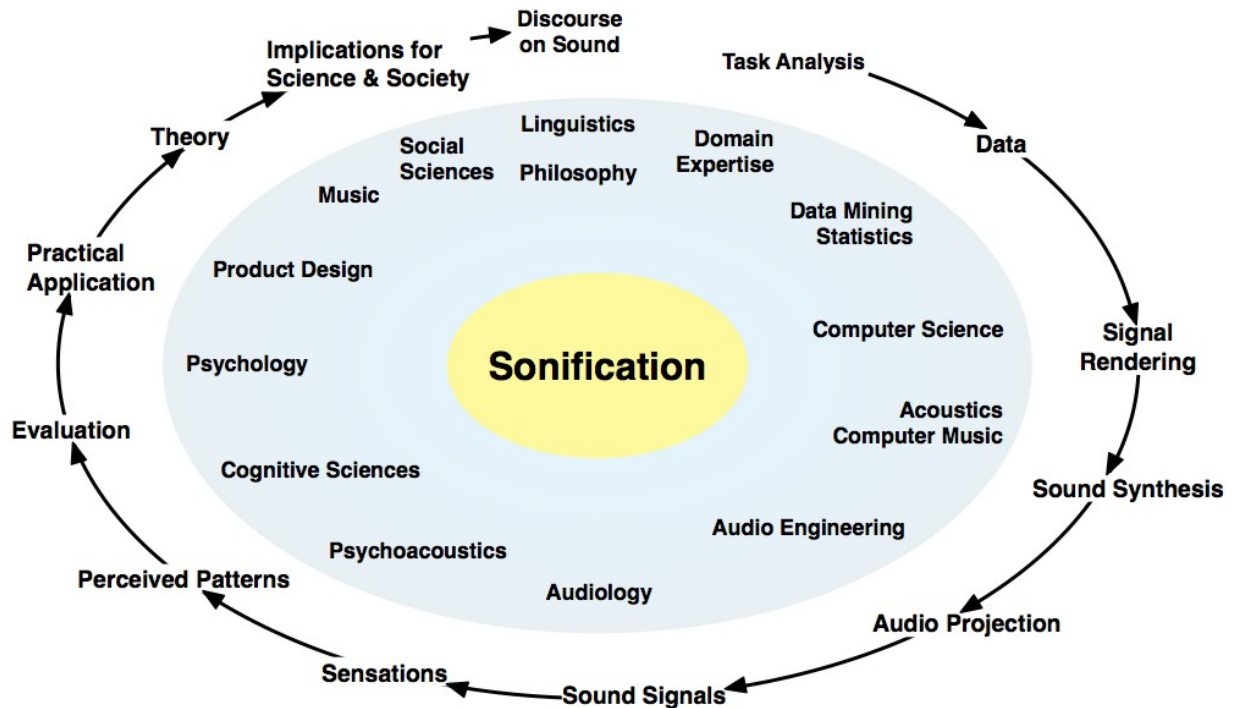 Discourse
on Sound
Implications for
Science & Society
Task Analysis
Theory
Data
Linguistics
Social
Sciences
Philosophy
Domain
Expertise
Music
Data Mining
Statistics
Practical
Application
Product Design
Computer Science
Signal
Rendering
Psychology
Sonification
Acoustics
Computer Music
Evaluation
Cognitive Sciences
Sound Synthesis
Audio Engineering
Psychoacoustics
Perceived Patterns
Audiology
Audio Projection
Sensations
Sound Signals